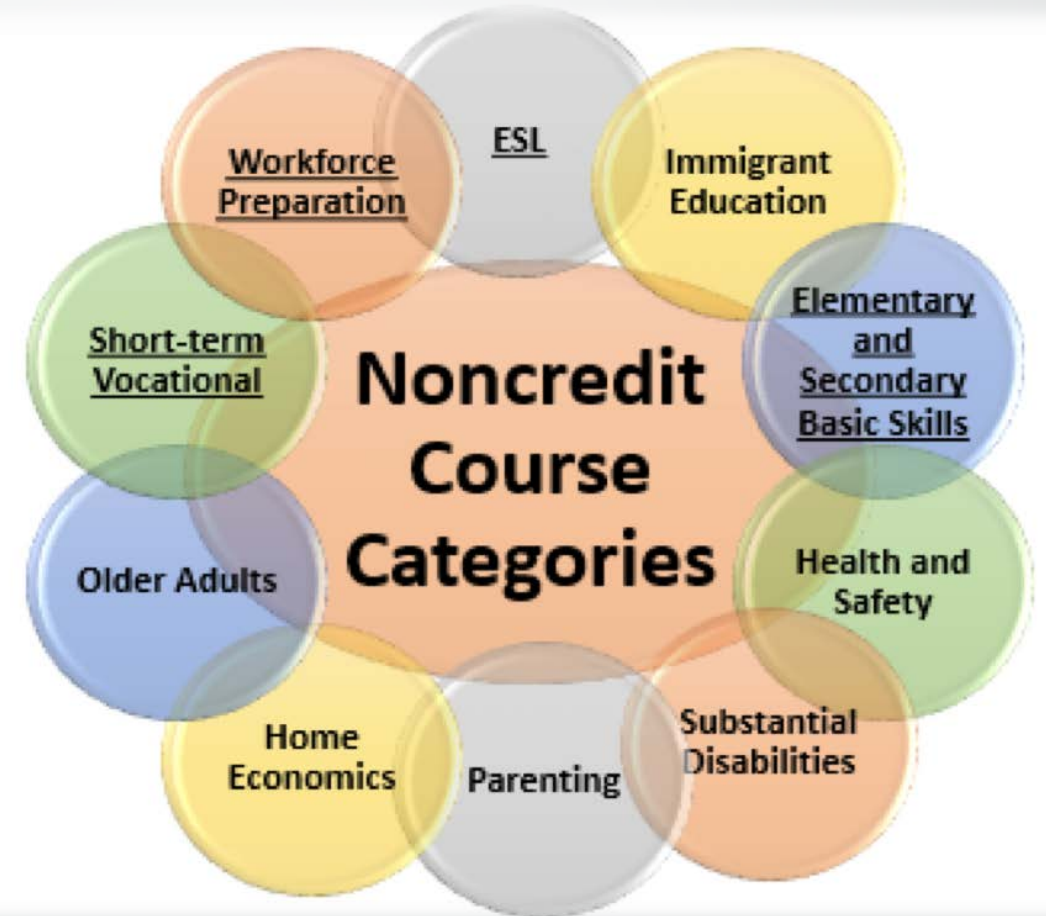 ESL
Immigrant
Education
Elementary
and
Secondary
Basic Skills
Health and
Safety
Substantial
Disabilities
Parenting
Home
Economics
Older Adults
Short-term
Vocational
Workforce
Preparation
Noncredit
Course
Categories